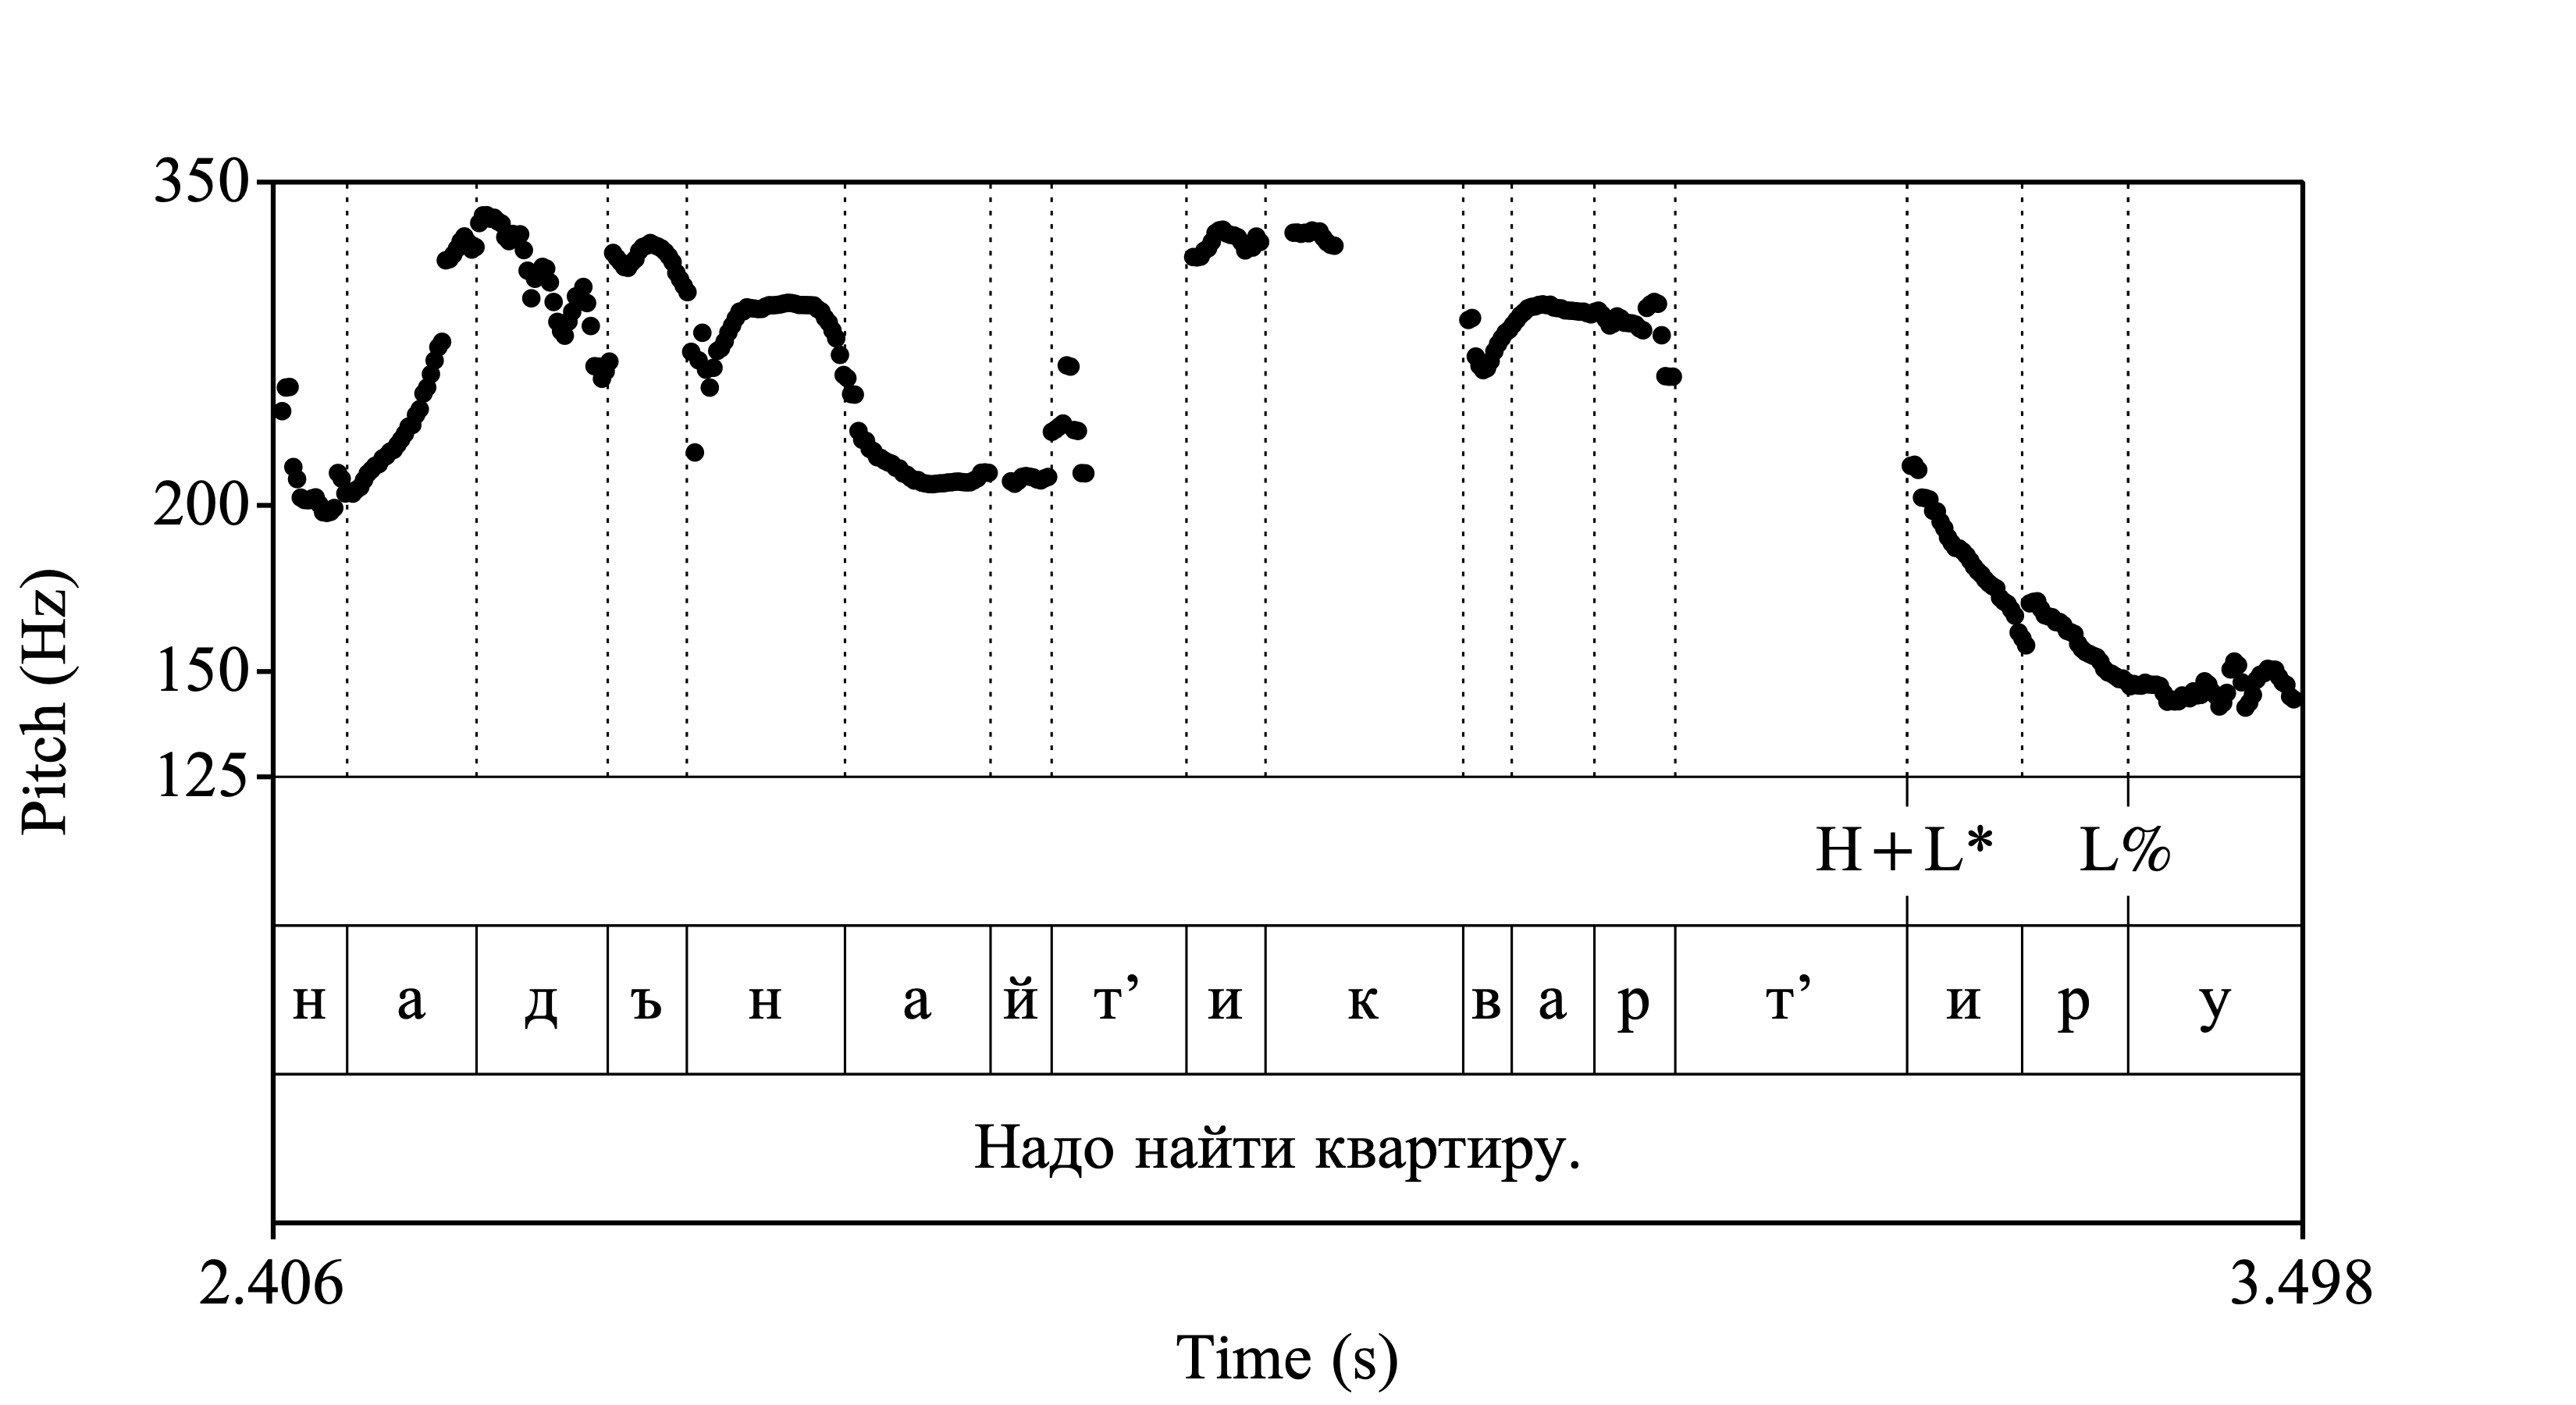 350
200
150
125
Pitch (Hz)
H+L* L%
н а д ъ н а й т’ и к в а р т’ и р у
Надо найти квартиру.
2.406 3.498
Time (s)